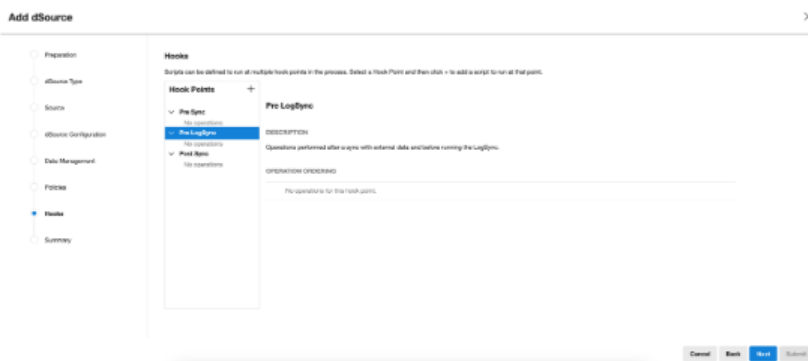 Add dSource
Preparation
dSource Type
Source
dSource Configuration
Data Management
Policies
Hooks
Summary
Hooks
Scripts can be defined to run at multiple hook points in the process. Select a Hook Point and then click + to add a script to run at that point.
Hook Points +
Pre Sync
No operations
Pre LogSync
No operations
Post Sync
No operations
Pre LogSync
DESCRIPTION
Operations performed after a sync with external data and before running the LogSync.
OPERATION ORDERING
No operations for this hook point.
Cancel Back Next Submit